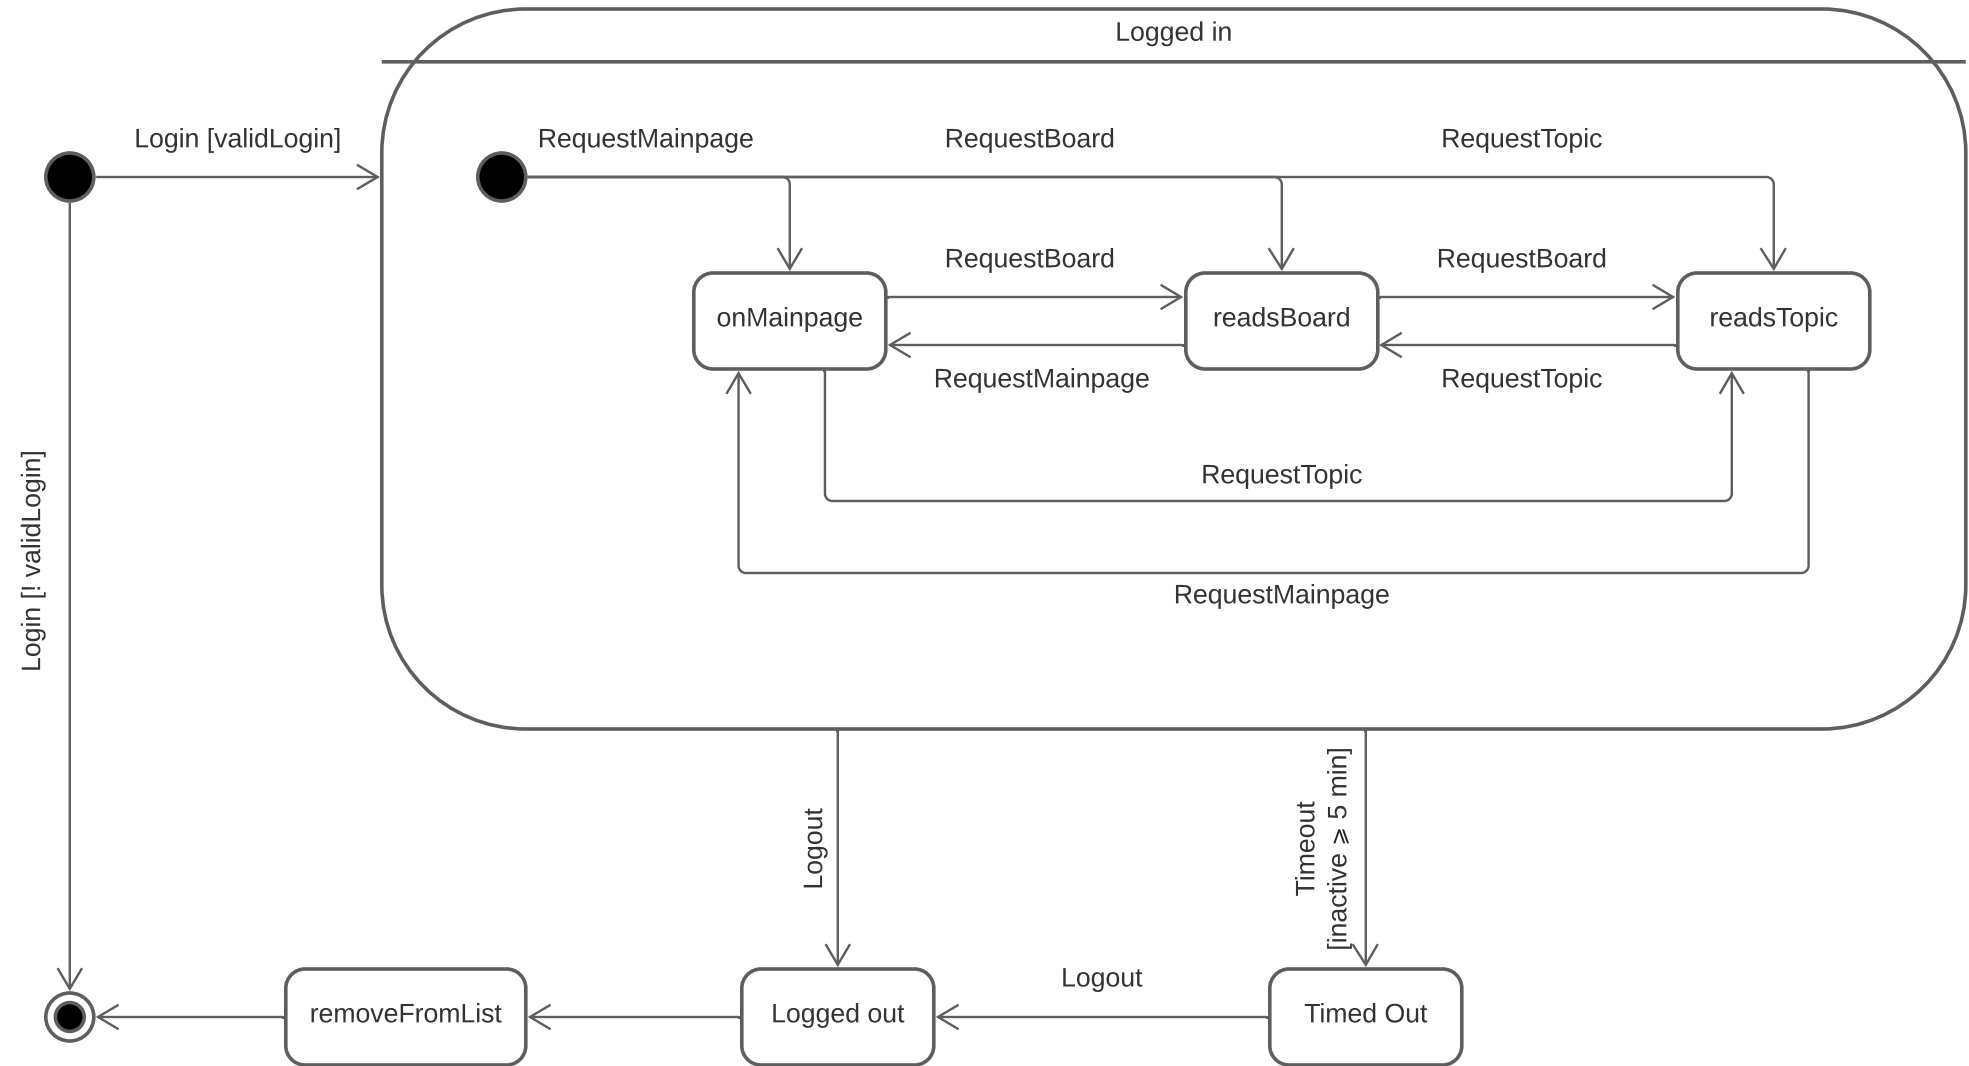 Logged in
Login [validLogin]
RequestMainpage
RequestBoard
RequestTopic
RequestBoard
RequestBoard
onMainpage
readsBoard
readsTopic
RequestMainpage
RequestTopic
RequestTopic
RequestMainpage
Login [! validLogin]
Logout
Timeout
[inactive ⩾ 5 min]
Logout
removeFromList
Logged out
Timed Out